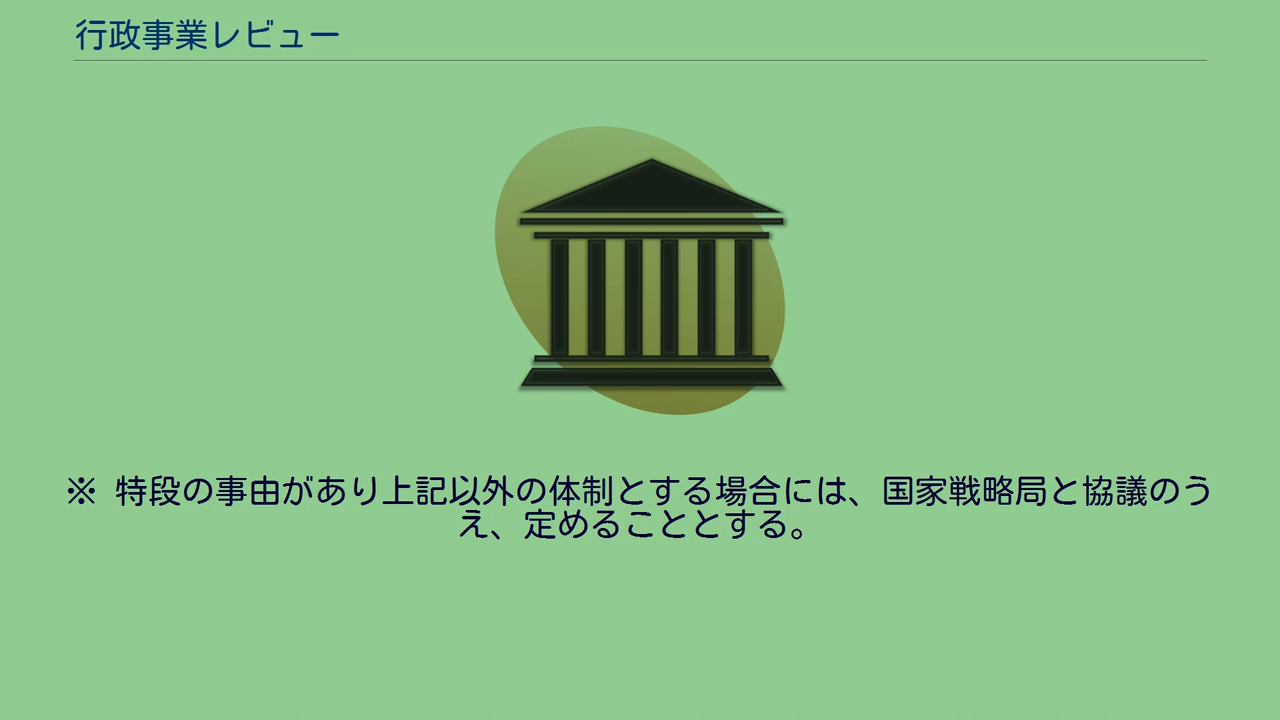 行政事業レビュー
※ 特段の事由があり上記以外の体制とする場合には、国家戦略局と協議のう
え、定めることとする。